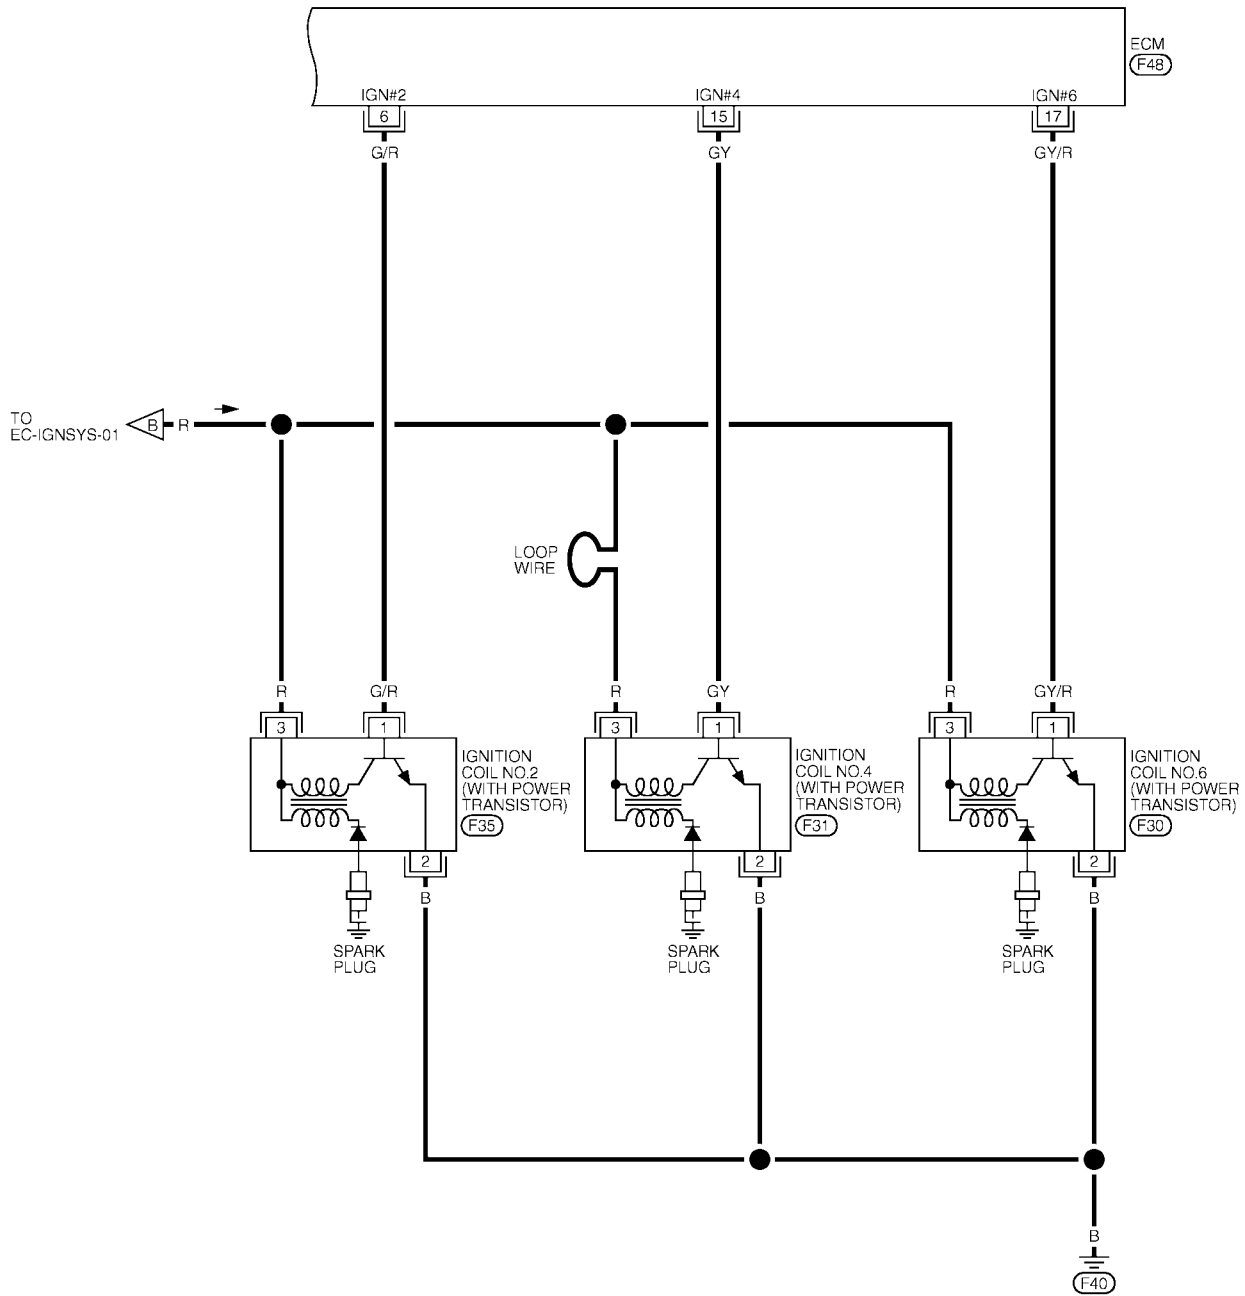 ECM
F48
IGN#2
IGN#4
IGN#6
6
15
17
G/R
GY
GY/R
TO
EC-IGNSYS-01
B
R
LOOP
WIRE
R
G/R
R
GY
R
GY/R
3
1
3
1
3
1
IGNITION
COIL NO.2
(WITH POWER
TRANSISTOR)
F35
IGNITION
COIL NO.4
(WITH POWER
TRANSISTOR)
F31
IGNITION
COIL NO.6
(WITH POWER
TRANSISTOR)
F30
2
2
2
B
B
B
SPARK
PLUG
SPARK
PLUG
SPARK
PLUG
B
F40